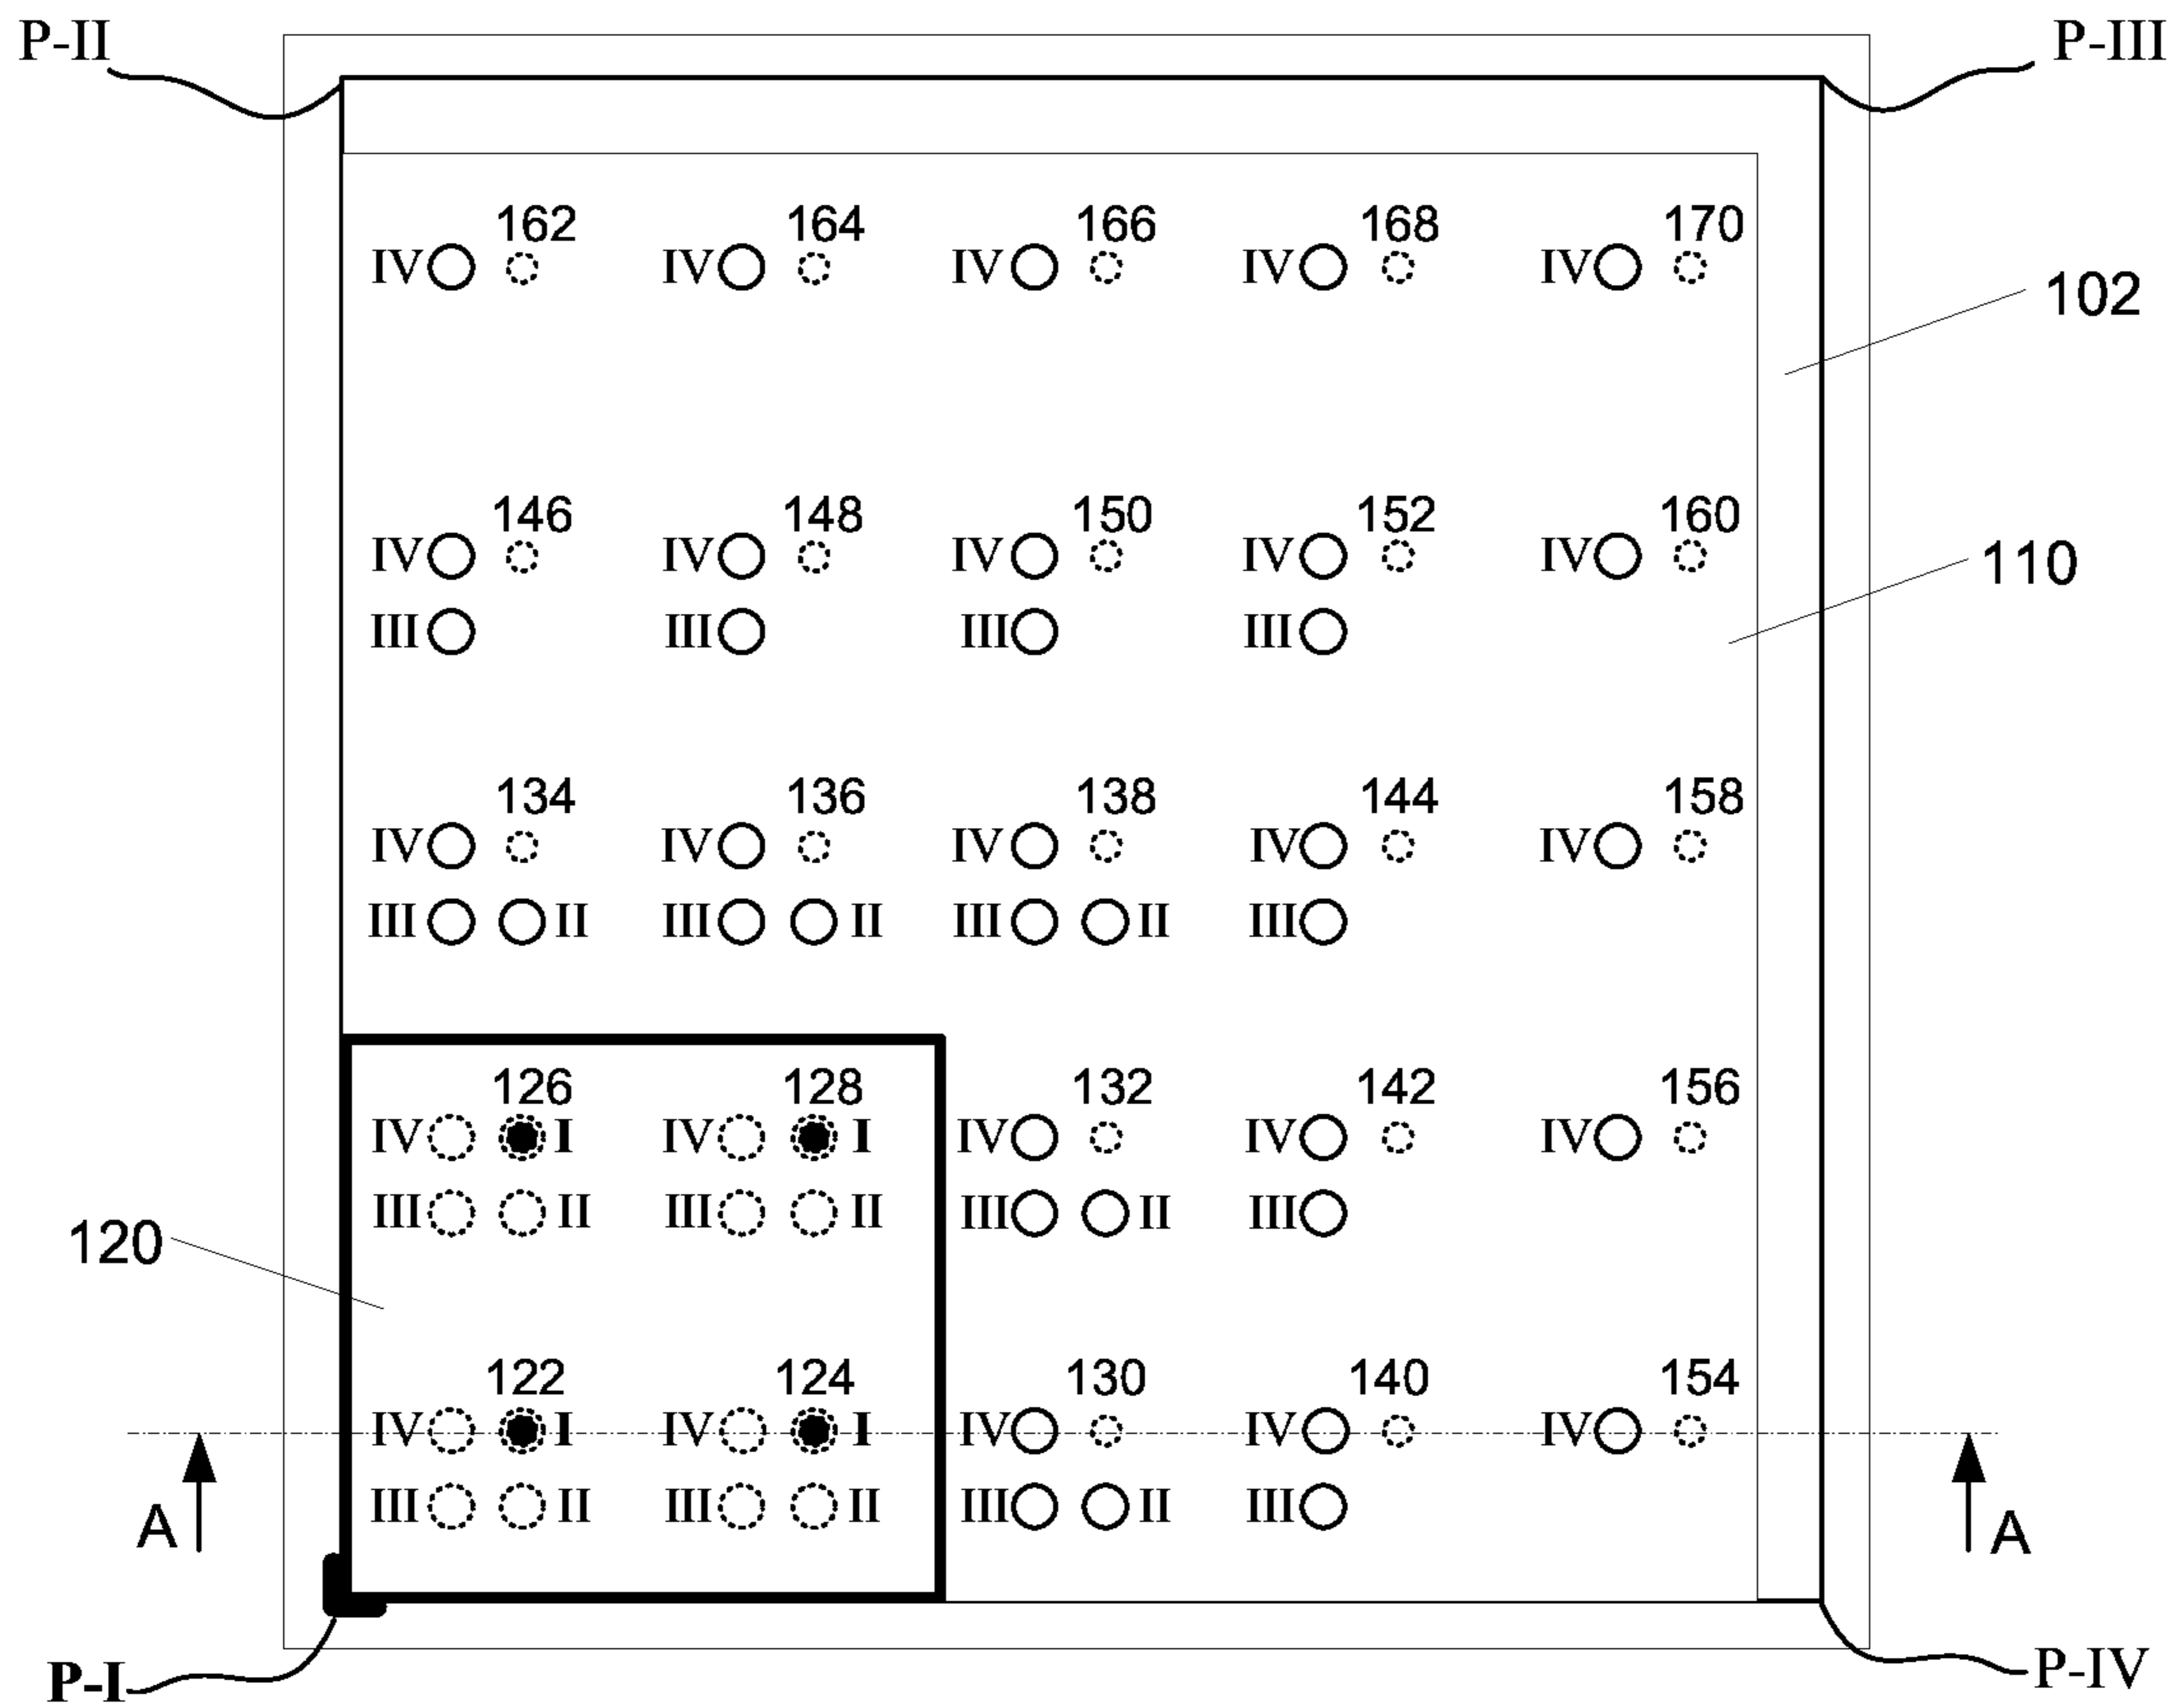 P-II P-III
162 164 166 168 170
IV IV IV IV IV
102
146 148 150 152 160
IV IV IV IV IV
110
III III III III
134 136 138 144 158
IV IV IV IV IV
III II III II III II III
126 128 132 142 156
IV I IV I IV IV IV
III II III II III II III
120
122 124 130 140 154
IV I IV I IV IV IV
III II III II III II III
A A
P-I P-IV